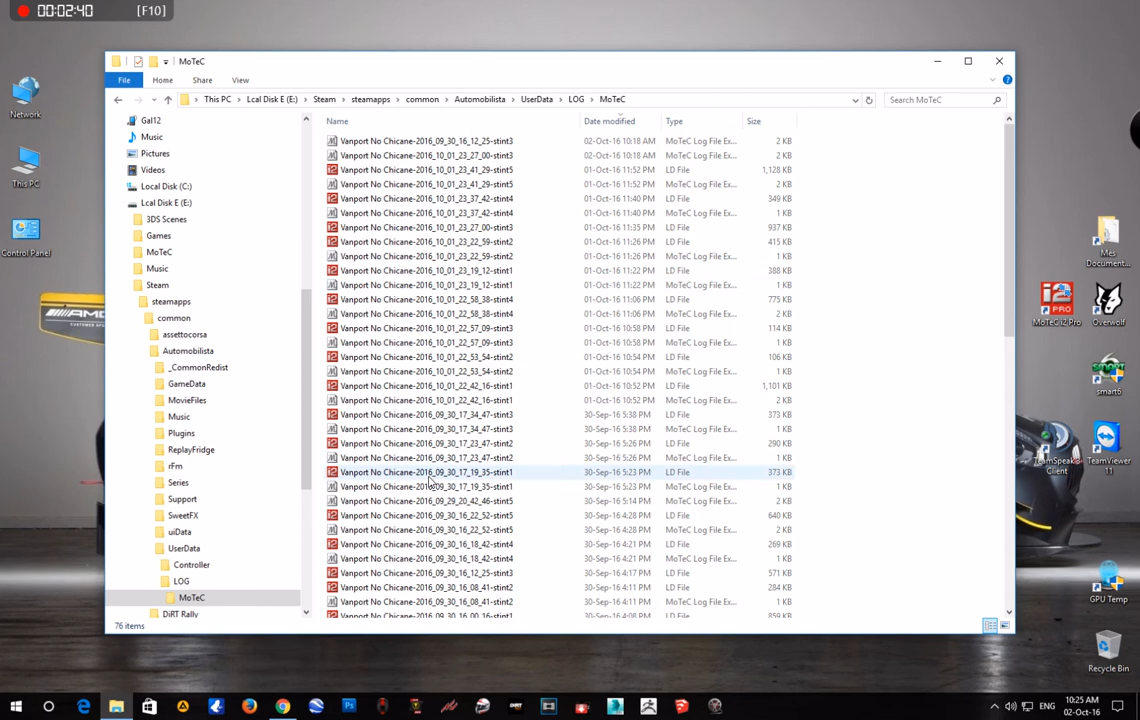 00:02:40 [F10]
MoTeC
File Home Share View
This PC Lcal Disk E (E:) Steam steamapps common Automobilista UserData LOG MoTeC Search MoTeC
Name Date modified Type Size
Gal12
Music
Pictures
Videos
Local Disk (C:)
Lcal Disk E (E:)
3DS Scenes
Games
MoTeC
Music
Steam
steamapps
common
assettocorsa
Automobilista
_CommonRedist
GameData
MovieFiles
Music
Plugins
ReplayFridge
rFm
Series
Support
SweetFX
uiData
UserData
Controller
LOG
MoTeC
DiRT Rally
Vanport No Chicane-2016_09_30_16_12_25-stint3 02-Oct-16 10:18 AM MoTeC Log File Ex... 2 KB
Vanport No Chicane-2016_10_01_23_27_00-stint3 02-Oct-16 10:18 AM MoTeC Log File Ex... 2 KB
Vanport No Chicane-2016_10_01_23_41_29-stint5 01-Oct-16 11:52 PM LD File 1,128 KB
Vanport No Chicane-2016_10_01_23_41_29-stint5 01-Oct-16 11:52 PM MoTeC Log File Ex... 2 KB
Vanport No Chicane-2016_10_01_23_37_42-stint4 01-Oct-16 11:40 PM LD File 349 KB
Vanport No Chicane-2016_10_01_23_37_42-stint4 01-Oct-16 11:40 PM MoTeC Log File Ex... 1 KB
Vanport No Chicane-2016_10_01_23_27_00-stint3 01-Oct-16 11:35 PM LD File 937 KB
Vanport No Chicane-2016_10_01_23_22_59-stint2 01-Oct-16 11:26 PM LD File 415 KB
Vanport No Chicane-2016_10_01_23_22_59-stint2 01-Oct-16 11:26 PM MoTeC Log File Ex... 1 KB
Vanport No Chicane-2016_10_01_23_19_12-stint1 01-Oct-16 11:22 PM LD File 388 KB
Vanport No Chicane-2016_10_01_23_19_12-stint1 01-Oct-16 11:22 PM MoTeC Log File Ex... 1 KB
Vanport No Chicane-2016_10_01_22_58_38-stint4 01-Oct-16 11:06 PM LD File 775 KB
Vanport No Chicane-2016_10_01_22_58_38-stint4 01-Oct-16 11:06 PM MoTeC Log File Ex... 2 KB
Vanport No Chicane-2016_10_01_22_57_09-stint3 01-Oct-16 10:58 PM LD File 114 KB
Vanport No Chicane-2016_10_01_22_57_09-stint3 01-Oct-16 10:58 PM MoTeC Log File Ex... 1 KB
Vanport No Chicane-2016_10_01_22_53_54-stint2 01-Oct-16 10:54 PM LD File 106 KB
Vanport No Chicane-2016_10_01_22_53_54-stint2 01-Oct-16 10:54 PM MoTeC Log File Ex... 1 KB
Vanport No Chicane-2016_10_01_22_42_16-stint1 01-Oct-16 10:52 PM LD File 1,101 KB
Vanport No Chicane-2016_10_01_22_42_16-stint1 01-Oct-16 10:52 PM MoTeC Log File Ex... 2 KB
Vanport No Chicane-2016_09_30_17_34_47-stint3 30-Sep-16 5:38 PM LD File 373 KB
Vanport No Chicane-2016_09_30_17_34_47-stint3 30-Sep-16 5:38 PM MoTeC Log File Ex... 1 KB
Vanport No Chicane-2016_09_30_17_23_47-stint2 30-Sep-16 5:26 PM LD File 290 KB
Vanport No Chicane-2016_09_30_17_23_47-stint2 30-Sep-16 5:26 PM MoTeC Log File Ex... 1 KB
Vanport No Chicane-2016_09_30_17_19_35-stint1 30-Sep-16 5:23 PM LD File 373 KB
Vanport No Chicane-2016_09_30_17_19_35-stint1 30-Sep-16 5:23 PM MoTeC Log File Ex... 1 KB
Vanport No Chicane-2016_09_29_20_42_46-stint5 30-Sep-16 5:14 PM MoTeC Log File Ex... 2 KB
Vanport No Chicane-2016_09_30_16_22_52-stint5 30-Sep-16 4:28 PM LD File 640 KB
Vanport No Chicane-2016_09_30_16_22_52-stint5 30-Sep-16 4:28 PM MoTeC Log File Ex... 2 KB
Vanport No Chicane-2016_09_30_16_18_42-stint4 30-Sep-16 4:21 PM LD File 269 KB
Vanport No Chicane-2016_09_30_16_18_42-stint4 30-Sep-16 4:21 PM MoTeC Log File Ex... 1 KB
Vanport No Chicane-2016_09_30_16_12_25-stint3 30-Sep-16 4:17 PM LD File 571 KB
Vanport No Chicane-2016_09_30_16_08_41-stint2 30-Sep-16 4:11 PM LD File 284 KB
Vanport No Chicane-2016_09_30_16_08_41-stint2 30-Sep-16 4:11 PM MoTeC Log File Ex... 1 KB
Vanport No Chicane-2016_09_30_16_00_16-stint1 30-Sep-16 4:08 PM LD File 859 KB
76 items
Network
This PC
Control Panel
AMG
CUSTOMER
Mes Document...
MoTeC i2 Pro
Overwolf
smart6
TeamSpeak Client
TeamViewer 11
GPU Temp
Recycle Bin
ENG
10:25 AM
02-Oct-16